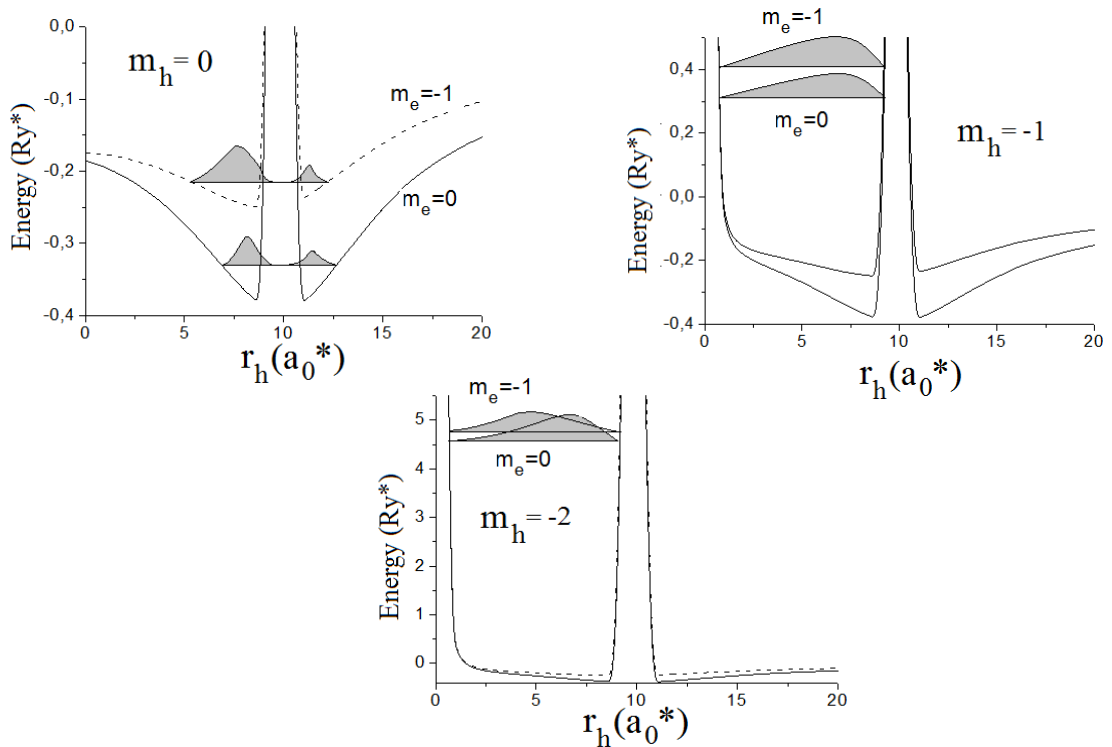 Energy (Ry*)
0,0
-0,1
-0,2
-0,3
-0,4
m_h = 0
m_e=-1
m_e=0
0 5 10 15 20
r_h(a_0*)
Energy (Ry*)
0,4
0,2
0,0
-0,2
-0,4
m_e=-1
m_e=0
m_h = -1
0 5 10 15 20
r_h(a_0*)
Energy (Ry*)
5
4
3
2
1
0
m_e=-1
m_e=0
m_h = -2
0 5 10 15 20
r_h(a_0*)